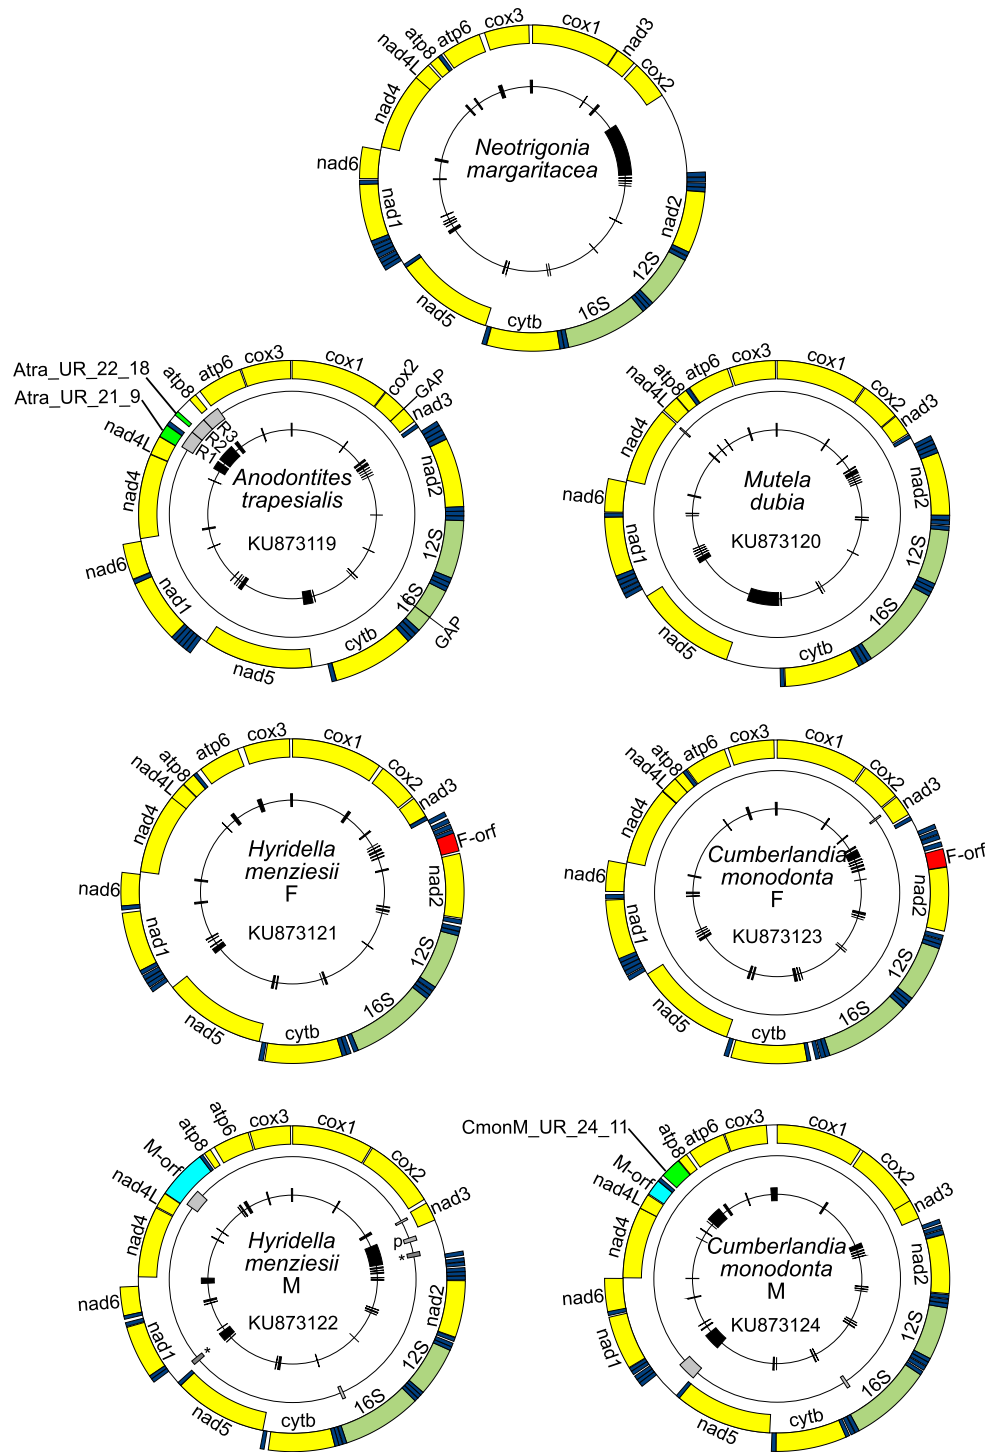 cox3
cox1
nad3
cox2
atp6
atp8
nad4L
nad4
nad6
nad1
nad5
cytb
16S
12S
nad2
Neotrigonia
margaritacea
Atra_UR_22_18
Atra_UR_21_9
atp8
atp6
cox3
cox1
cox2
GAP
nad3
nad2
12S
16S
GAP
cytb
nad5
nad1
nad6
nad4
nad4L
R1
R2
R3
Anodontites
trapesialis
KU873119
nad4L
atp8
atp6
cox3
cox1
cox2
nad3
nad2
12S
16S
cytb
nad5
nad1
nad6
nad4
Mutela
dubia
KU873120
nad4L
atp8
atp6
cox3
cox1
cox2
nad3
F-orf
nad2
12S
16S
cytb
nad5
nad1
nad6
nad4
Hyridella
menziesii
F
KU873121
nad4L
atp8
atp6
cox3
cox1
cox2
nad3
F-orf
nad2
12S
16S
cytb
nad5
nad1
nad6
nad4
Cumberlandia
monodonta
F
KU873123
M-orf
atp8
atp6
cox3
cox1
cox2
nad3
p
*
nad2
12S
16S
cytb
nad5
*
nad1
nad6
nad4
nad4L
Hyridella
menziesii
M
KU873122
CmonM_UR_24_11
M-orf
atp8
atp6
cox3
cox1
cox2
nad3
nad2
12S
16S
cytb
nad5
nad1
nad6
nad4
nad4L
Cumberlandia
monodonta
M
KU873124